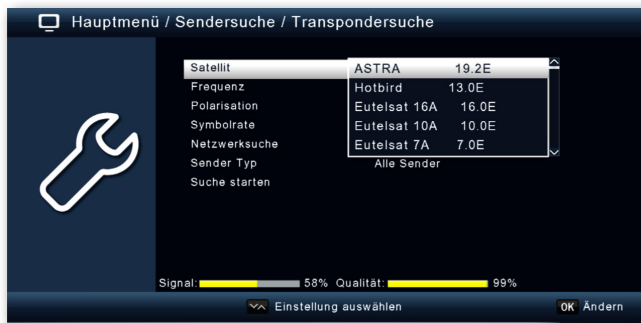 Hauptmenü / Sendersuche / Transpondersuche
Satellit ASTRA 19.2E
Frequenz Hotbird 13.0E
Polarisation Eutelsat 16A 16.0E
Symbolrate Eutelsat 10A 10.0E
Netzwerksuche Eutelsat 7A 7.0E
Sender Typ Alle Sender
Suche starten
Signal: 58% Qualität: 99%
Einstellung auswählen OK Ändern